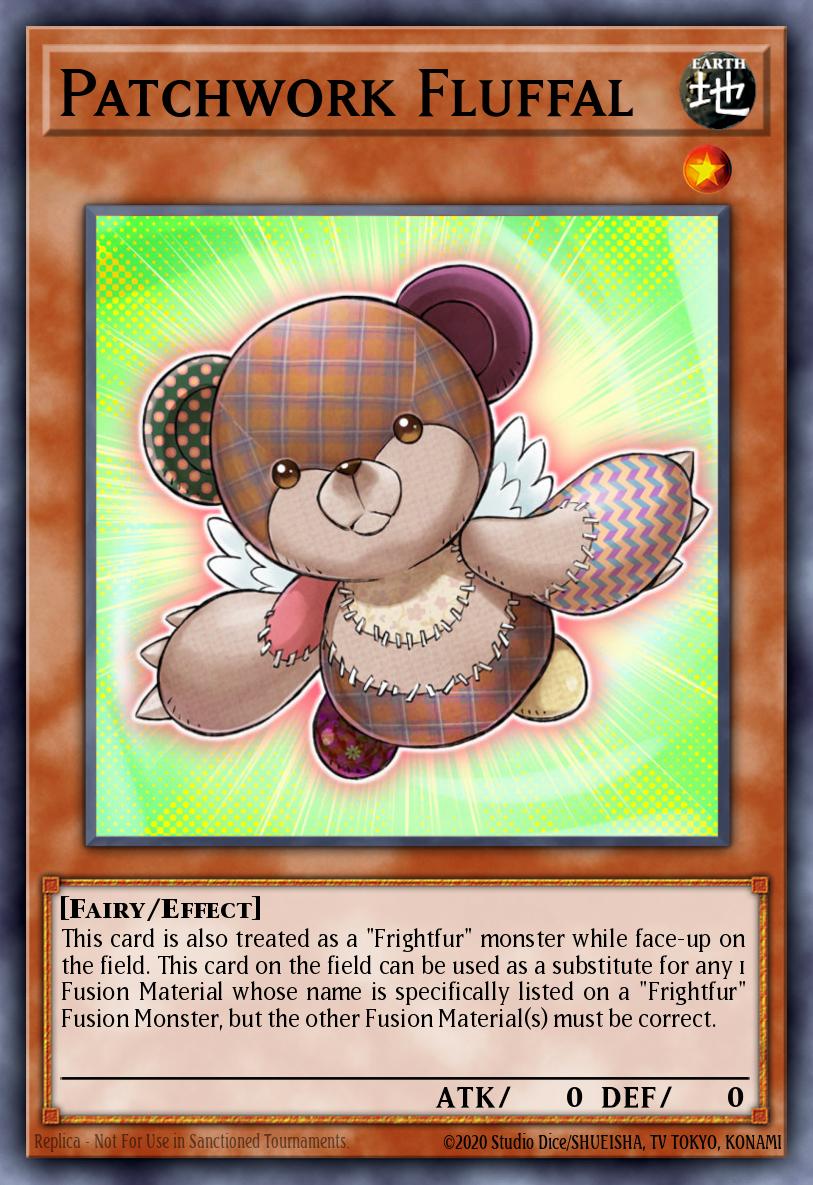 Patchwork Fluffal
EARTH
地
[Fairy/Effect]
This card is also treated as a "Frightfur" monster while face-up on
the field. This card on the field can be used as a substitute for any 1
Fusion Material whose name is specifically listed on a "Frightfur"
Fusion Monster, but the other Fusion Material(s) must be correct.
ATK/ 0 DEF/ 0
Replica - Not For Use in Sanctioned Tournaments.
©2020 Studio Dice/SHUEISHA, TV TOKYO, KONAMI